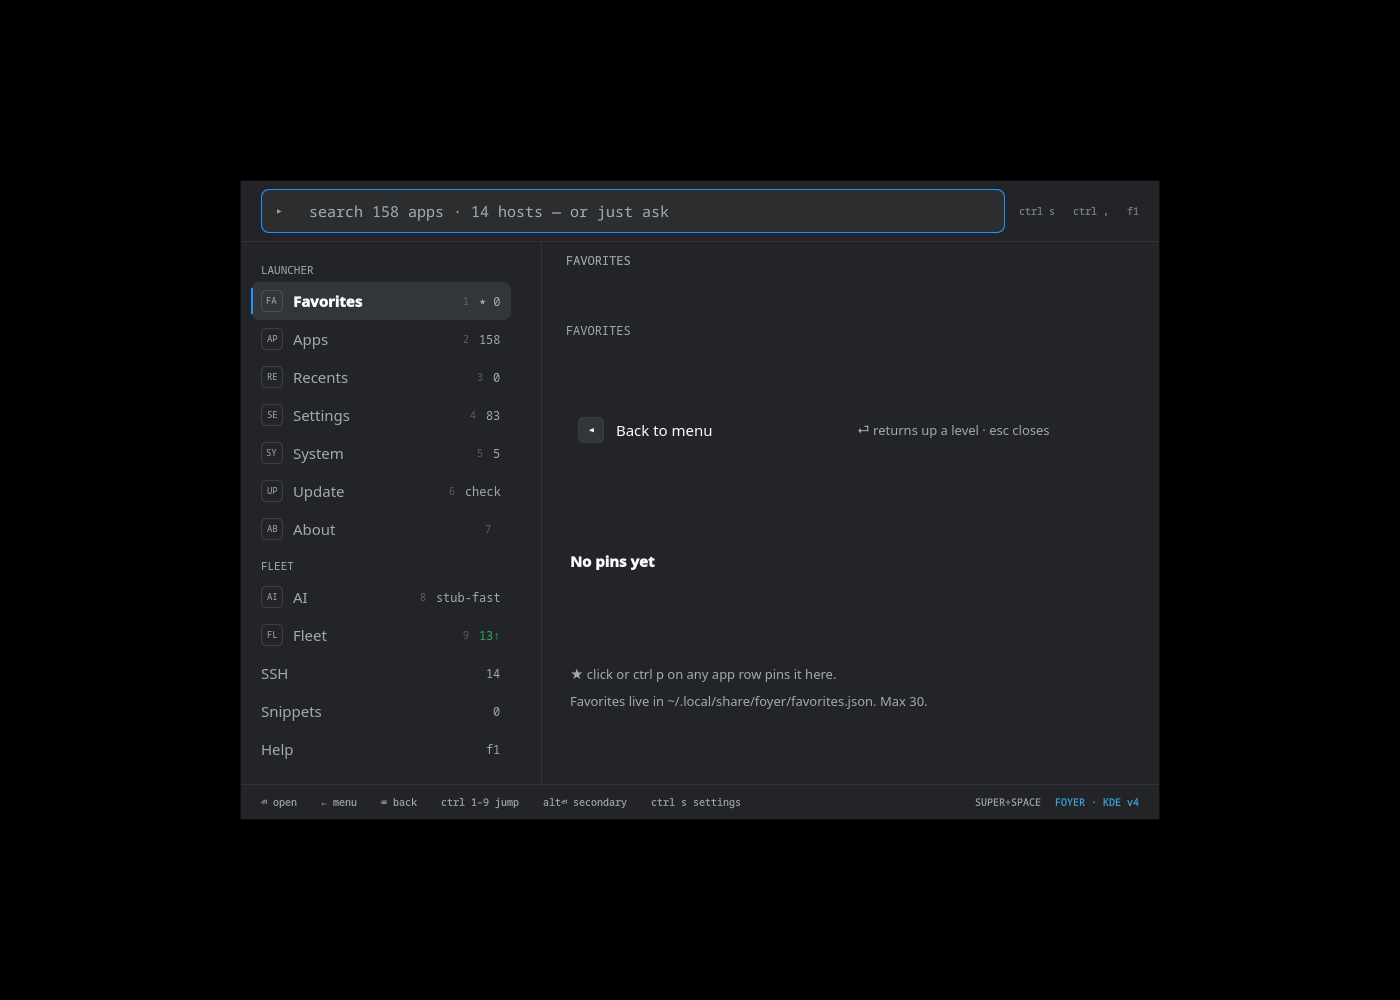 ▸ search 158 apps · 14 hosts — or just ask ctrl s ctrl , f1
LAUNCHER
FA Favorites 1 ★ 0
AP Apps 2 158
RE Recents 3 0
SE Settings 4 83
SY System 5 5
UP Update 6 check
AB About 7
FLEET
AI AI 8 stub-fast
FL Fleet 9 13↑
SSH 14
Snippets 0
Help f1
FAVORITES
FAVORITES
◂ Back to menu ⏎ returns up a level · esc closes
No pins yet
★ click or ctrl p on any app row pins it here.
Favorites live in ~/.local/share/foyer/favorites.json. Max 30.
⏎ open ← menu ⌫ back ctrl 1–9 jump alt⏎ secondary ctrl s settings SUPER+SPACE FOYER · KDE v4